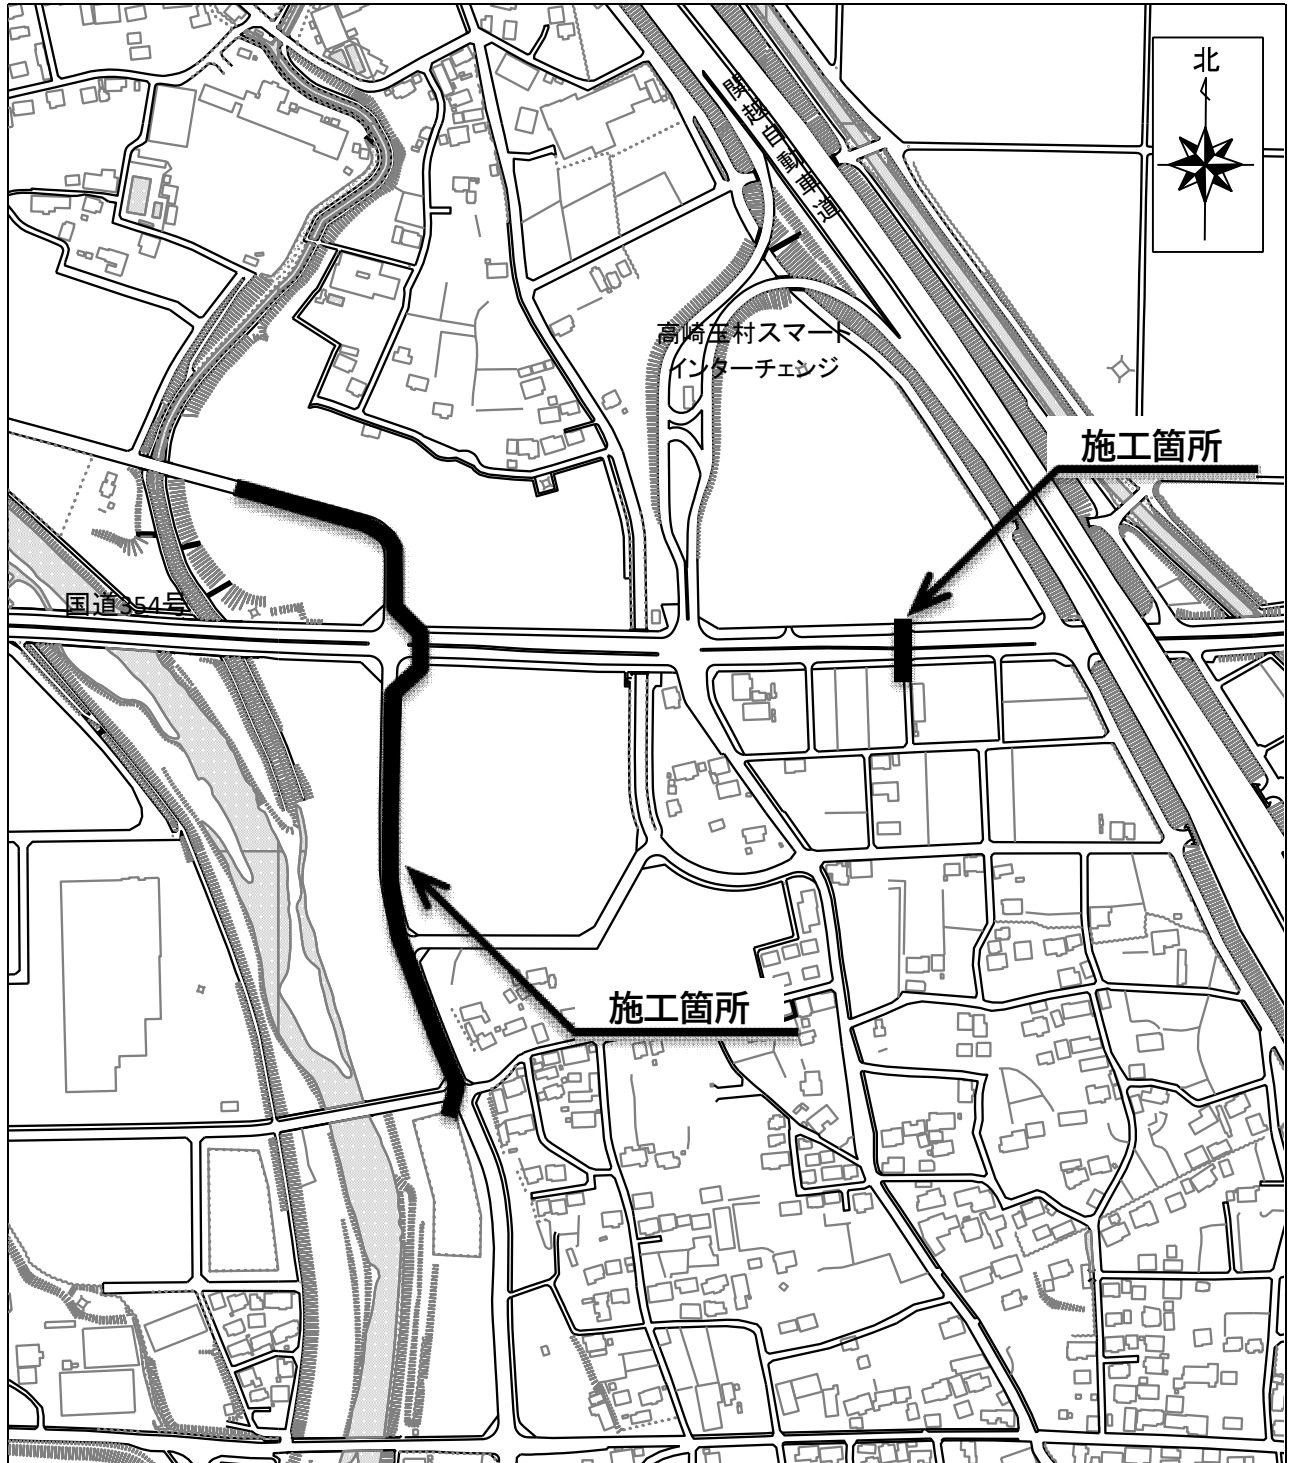 北
関越自動車道
高崎玉村スマート
インターチェンジ
施工箇所
国道354号
施工箇所